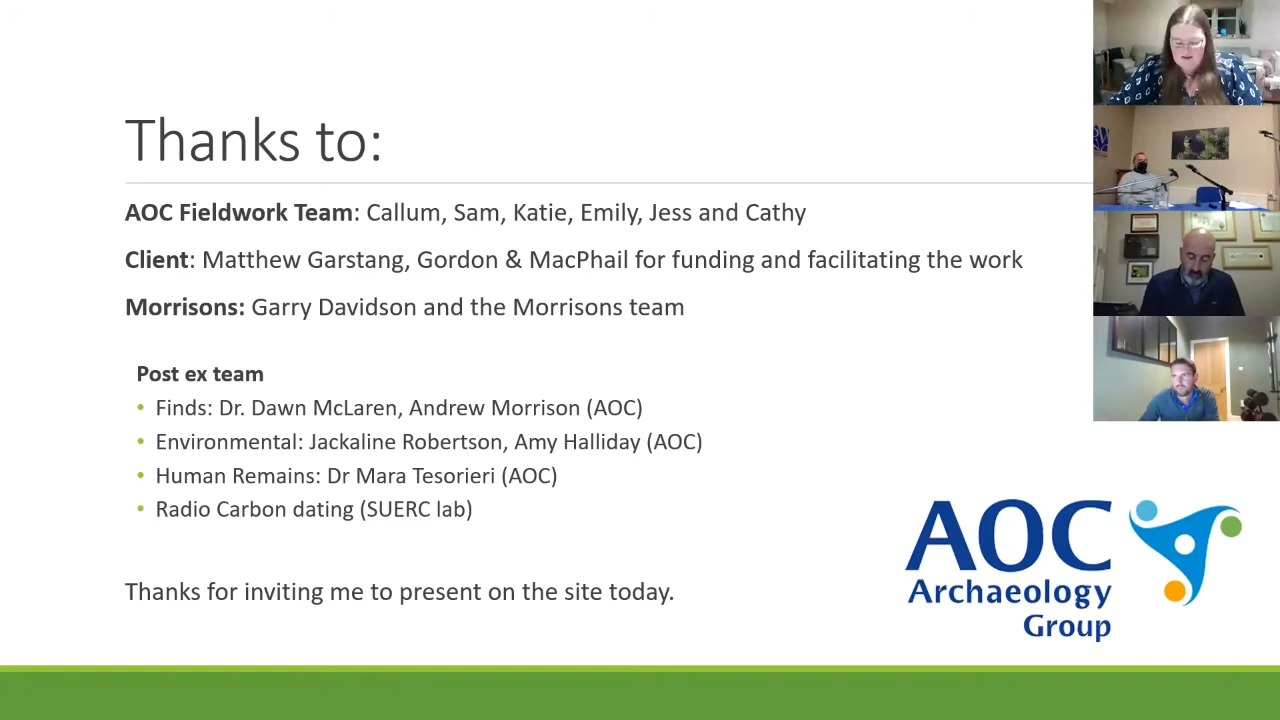 Thanks to:
AOC Fieldwork Team: Callum, Sam, Katie, Emily, Jess and Cathy
Client: Matthew Garstang, Gordon & MacPhail for funding and facilitating the work
Morrisons: Garry Davidson and the Morrisons team
Post ex team
• Finds: Dr. Dawn McLaren, Andrew Morrison (AOC)
• Environmental: Jackaline Robertson, Amy Halliday (AOC)
• Human Remains: Dr Mara Tesorieri (AOC)
• Radio Carbon dating (SUERC lab)
Thanks for inviting me to present on the site today.
AOC
Archaeology
Group